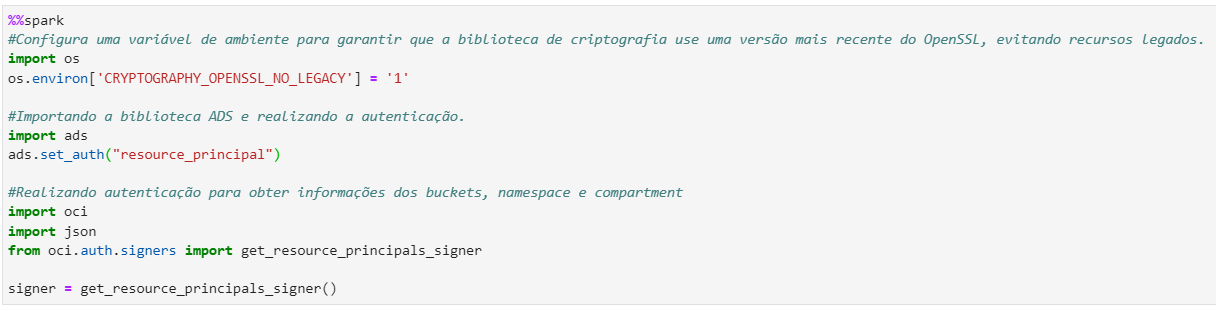 %%spark
#Configura uma variável de ambiente para garantir que a biblioteca de criptografia use uma versão mais recente do OpenSSL, evitando recursos legados.
import os
os.environ['CRYPTOGRAPHY_OPENSSL_NO_LEGACY'] = '1'
#Importando a biblioteca ADS e realizando a autenticação.
import ads
ads.set_auth("resource_principal")
#Realizando autenticação para obter informações dos buckets, namespace e compartment
import oci
import json
from oci.auth.signers import get_resource_principals_signer
signer = get_resource_principals_signer()